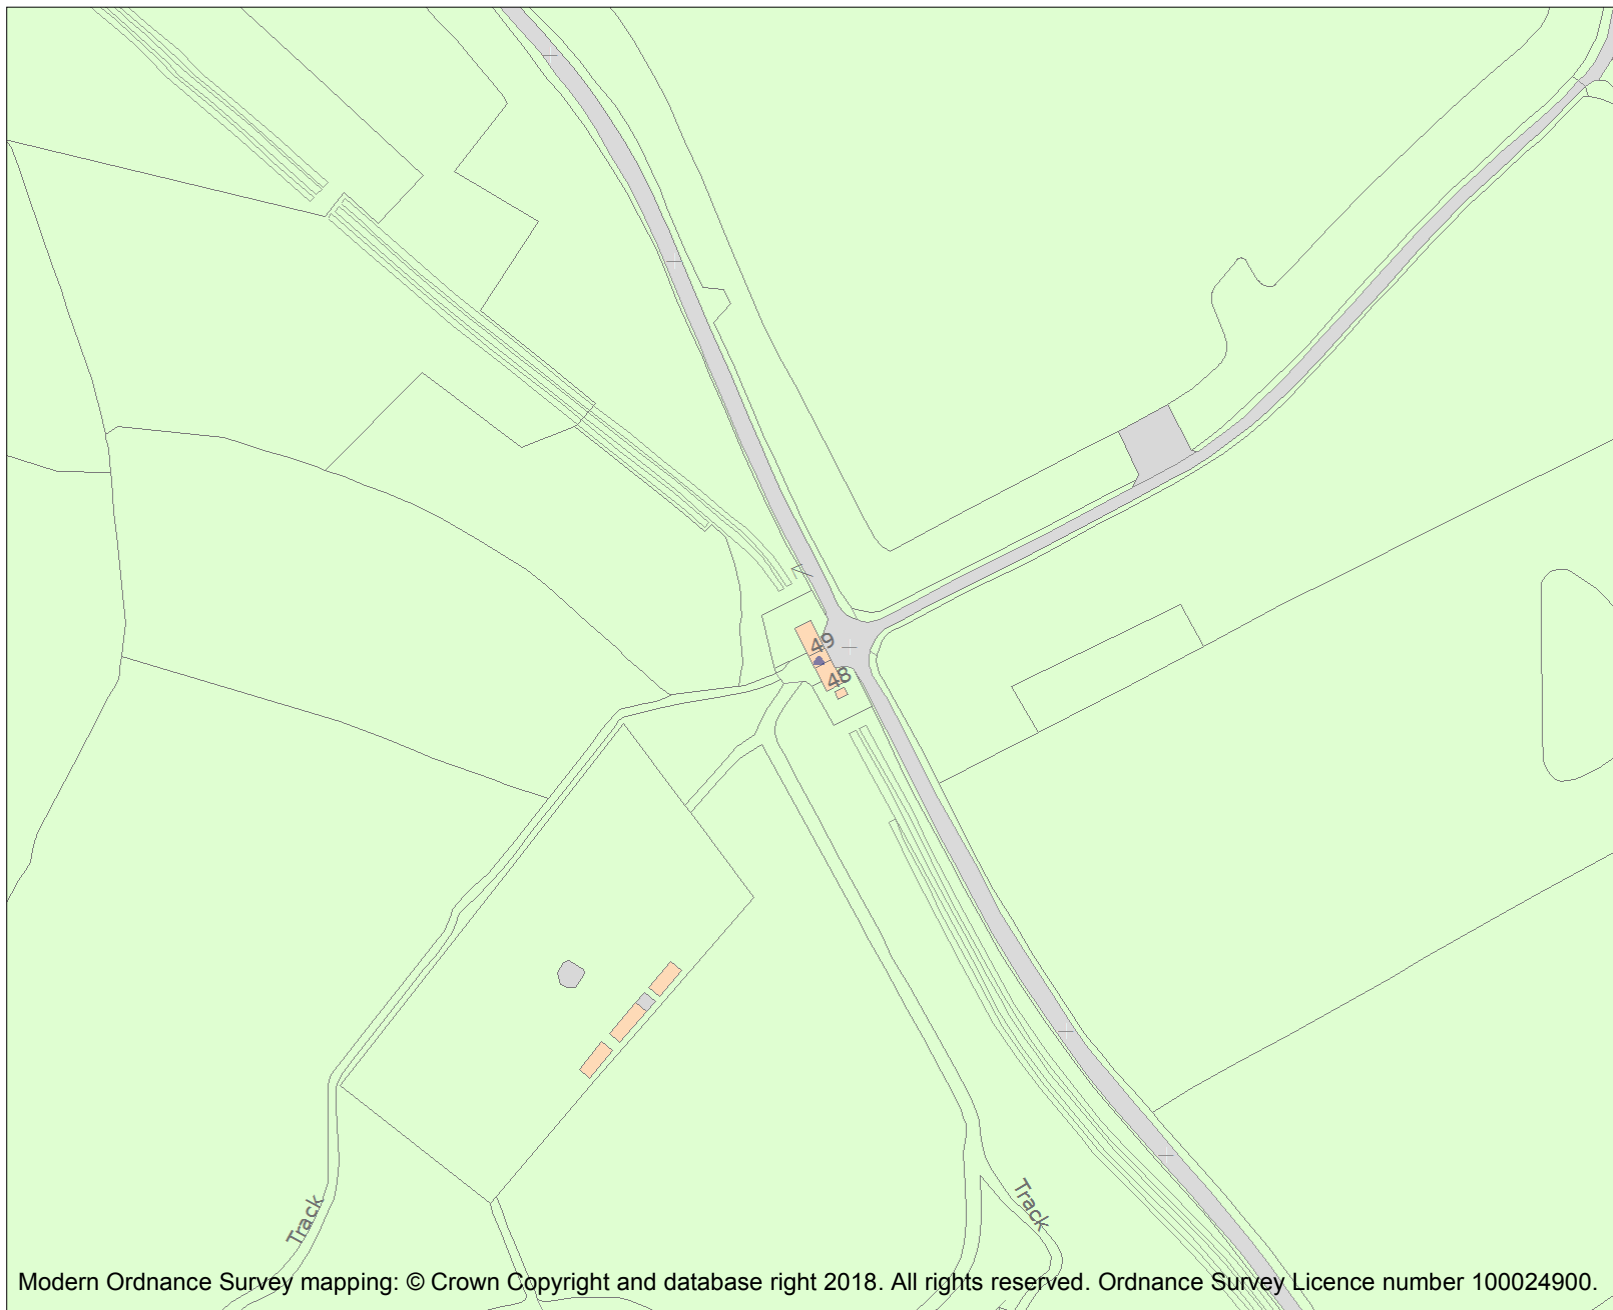 49
48
Track
Track
Modern Ordnance Survey mapping: © Crown Copyright and database right 2018. All rights reserved. Ordnance Survey Licence number 100024900.